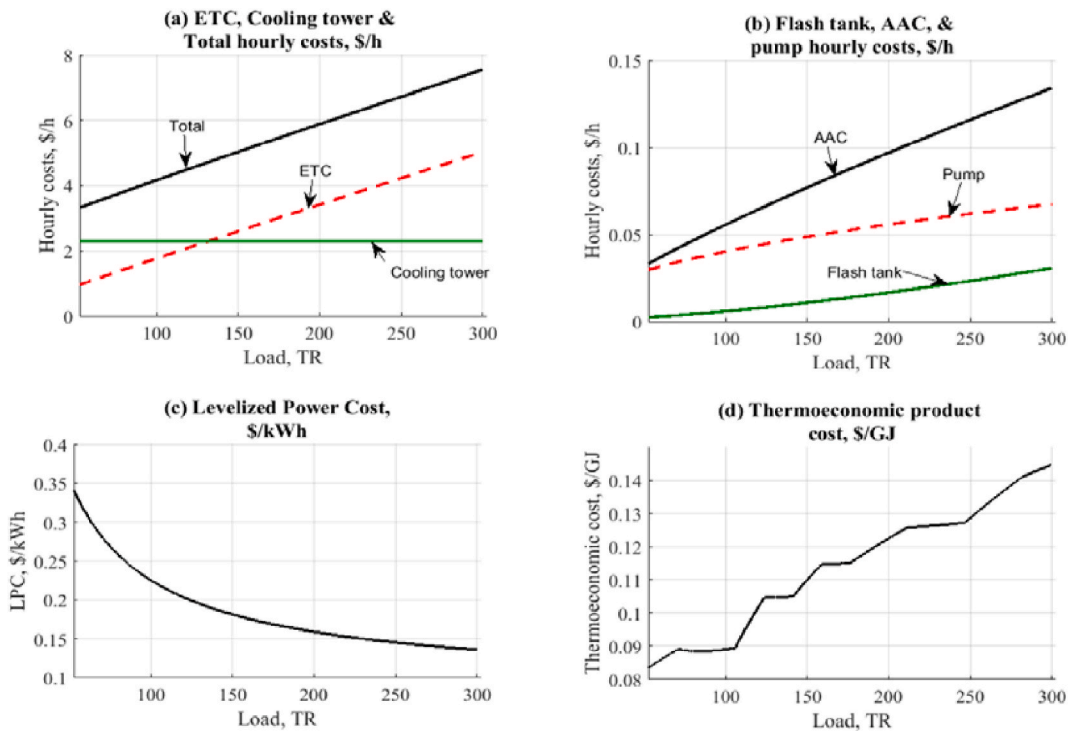 (a) ETC, Cooling tower &
Total hourly costs, $/h
Hourly costs, $/h
8
6
4
2
0
Total
ETC
Cooling tower
100
150
200
250
300
Load, TR
(b) Flash tank, AAC, &
pump hourly costs, $/h
Hourly costs, $/h
0.15
0.1
0.05
0
AAC
Pump
Flash tank
100
150
200
250
300
Load, TR
(c) Levelized Power Cost,
$/kWh
LPC, $/kWh
0.4
0.35
0.3
0.25
0.2
0.15
0.1
100
150
200
250
300
Load, TR
(d) Thermoeconomic product
cost, $/GJ
Thermoeconomic cost, $/GJ
0.14
0.13
0.12
0.11
0.1
0.09
0.08
100
150
200
250
300
Load, TR